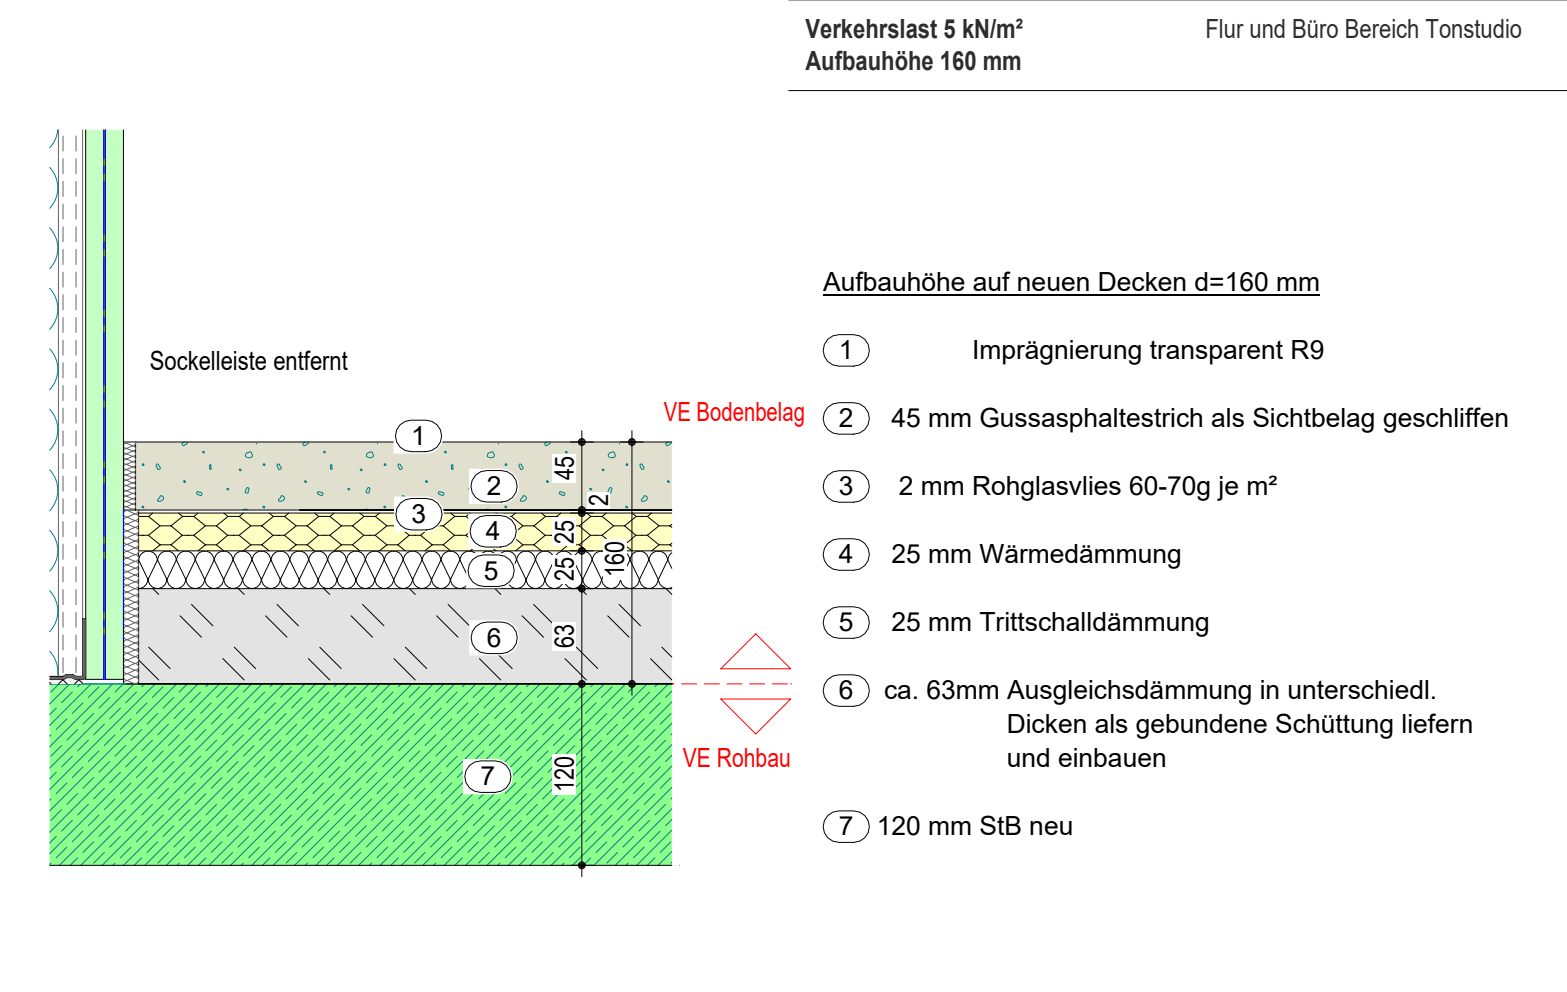 Verkehrslast 5 kN/m²
Aufbauhöhe 160 mm
Flur und Büro Bereich Tonstudio
Sockelleiste entfernt
VE Bodenbelag
1
2
3
4
5
6
7
45
2
25
25
63
160
120
VE Rohbau
Aufbauhöhe auf neuen Decken d=160 mm
1 Imprägnierung transparent R9
2 45 mm Gussasphaltestrich als Sichtbelag geschliffen
3 2 mm Rohglasvlies 60-70g je m²
4 25 mm Wärmedämmung
5 25 mm Trittschalldämmung
6 ca. 63mm Ausgleichsdämmung in unterschiedl.
Dicken als gebundene Schüttung liefern
und einbauen
7 120 mm StB neu